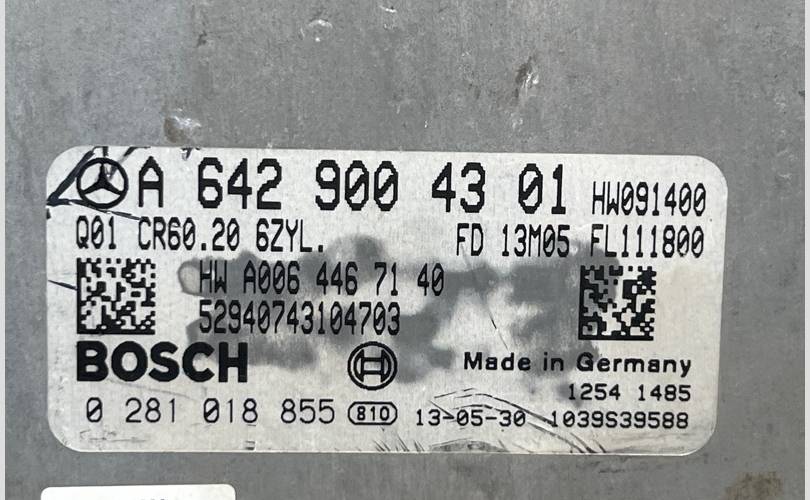 A 642 900 43 01 HW091400
Q01 CR60.20 6ZYL. FD 13M05 FL111800
HW A006 446 71 40
52940743104703
BOSCH Made in Germany
1254 1485
0 281 018 855 810 13-05-30 1039S39588